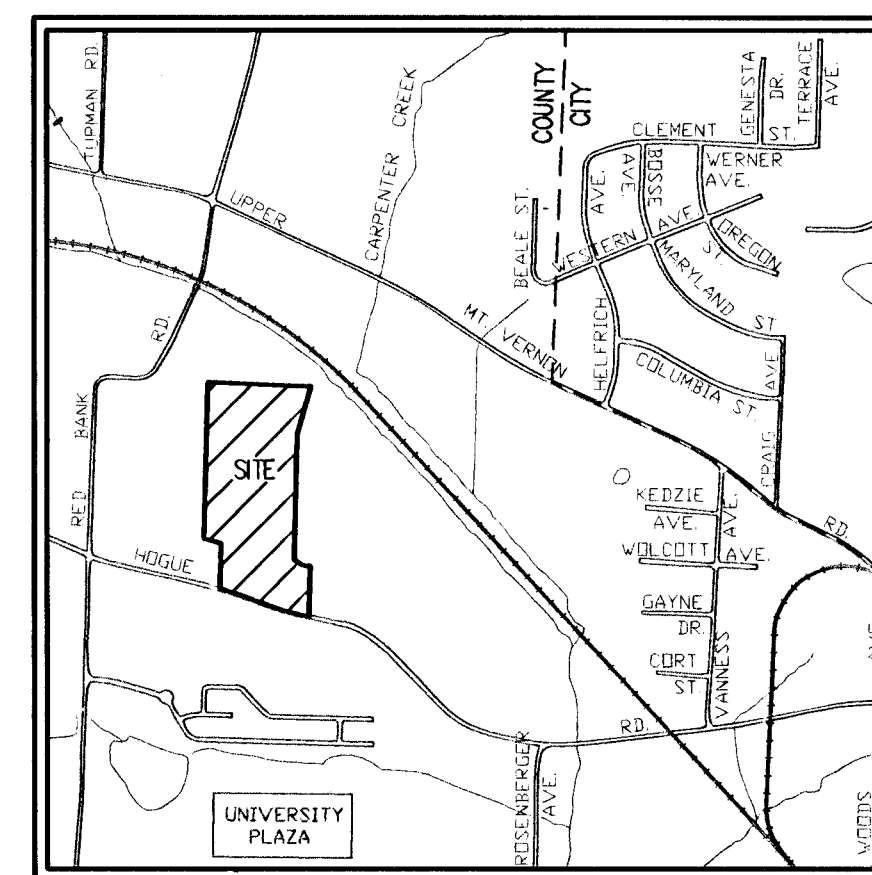 TUPMAN RD.
UPPER
MT. VERNON
RD.
CARPENTER CREEK
COUNTY
CITY
GENESTA
DR.
TERRACE
AVE.
CLEMENT
ST.
BOSSE
AVE.
WERNER
AVE.
AVE.
BEALE ST.
WESTERN AVE.
OREGON
ST.
MARYLAND
ST
HELFRICH
COLUMBIA ST.
CRAIG AVE
RD.
RED BANK
SITE
HOGUE
KEDZIE
AVE.
AVE.
WOLCOTT AVE.
GAYNE
DR.
CORT
ST
VANNESS
RD.
ROSENBERGER
AVE.
UNIVERSITY
PLAZA
WOODS